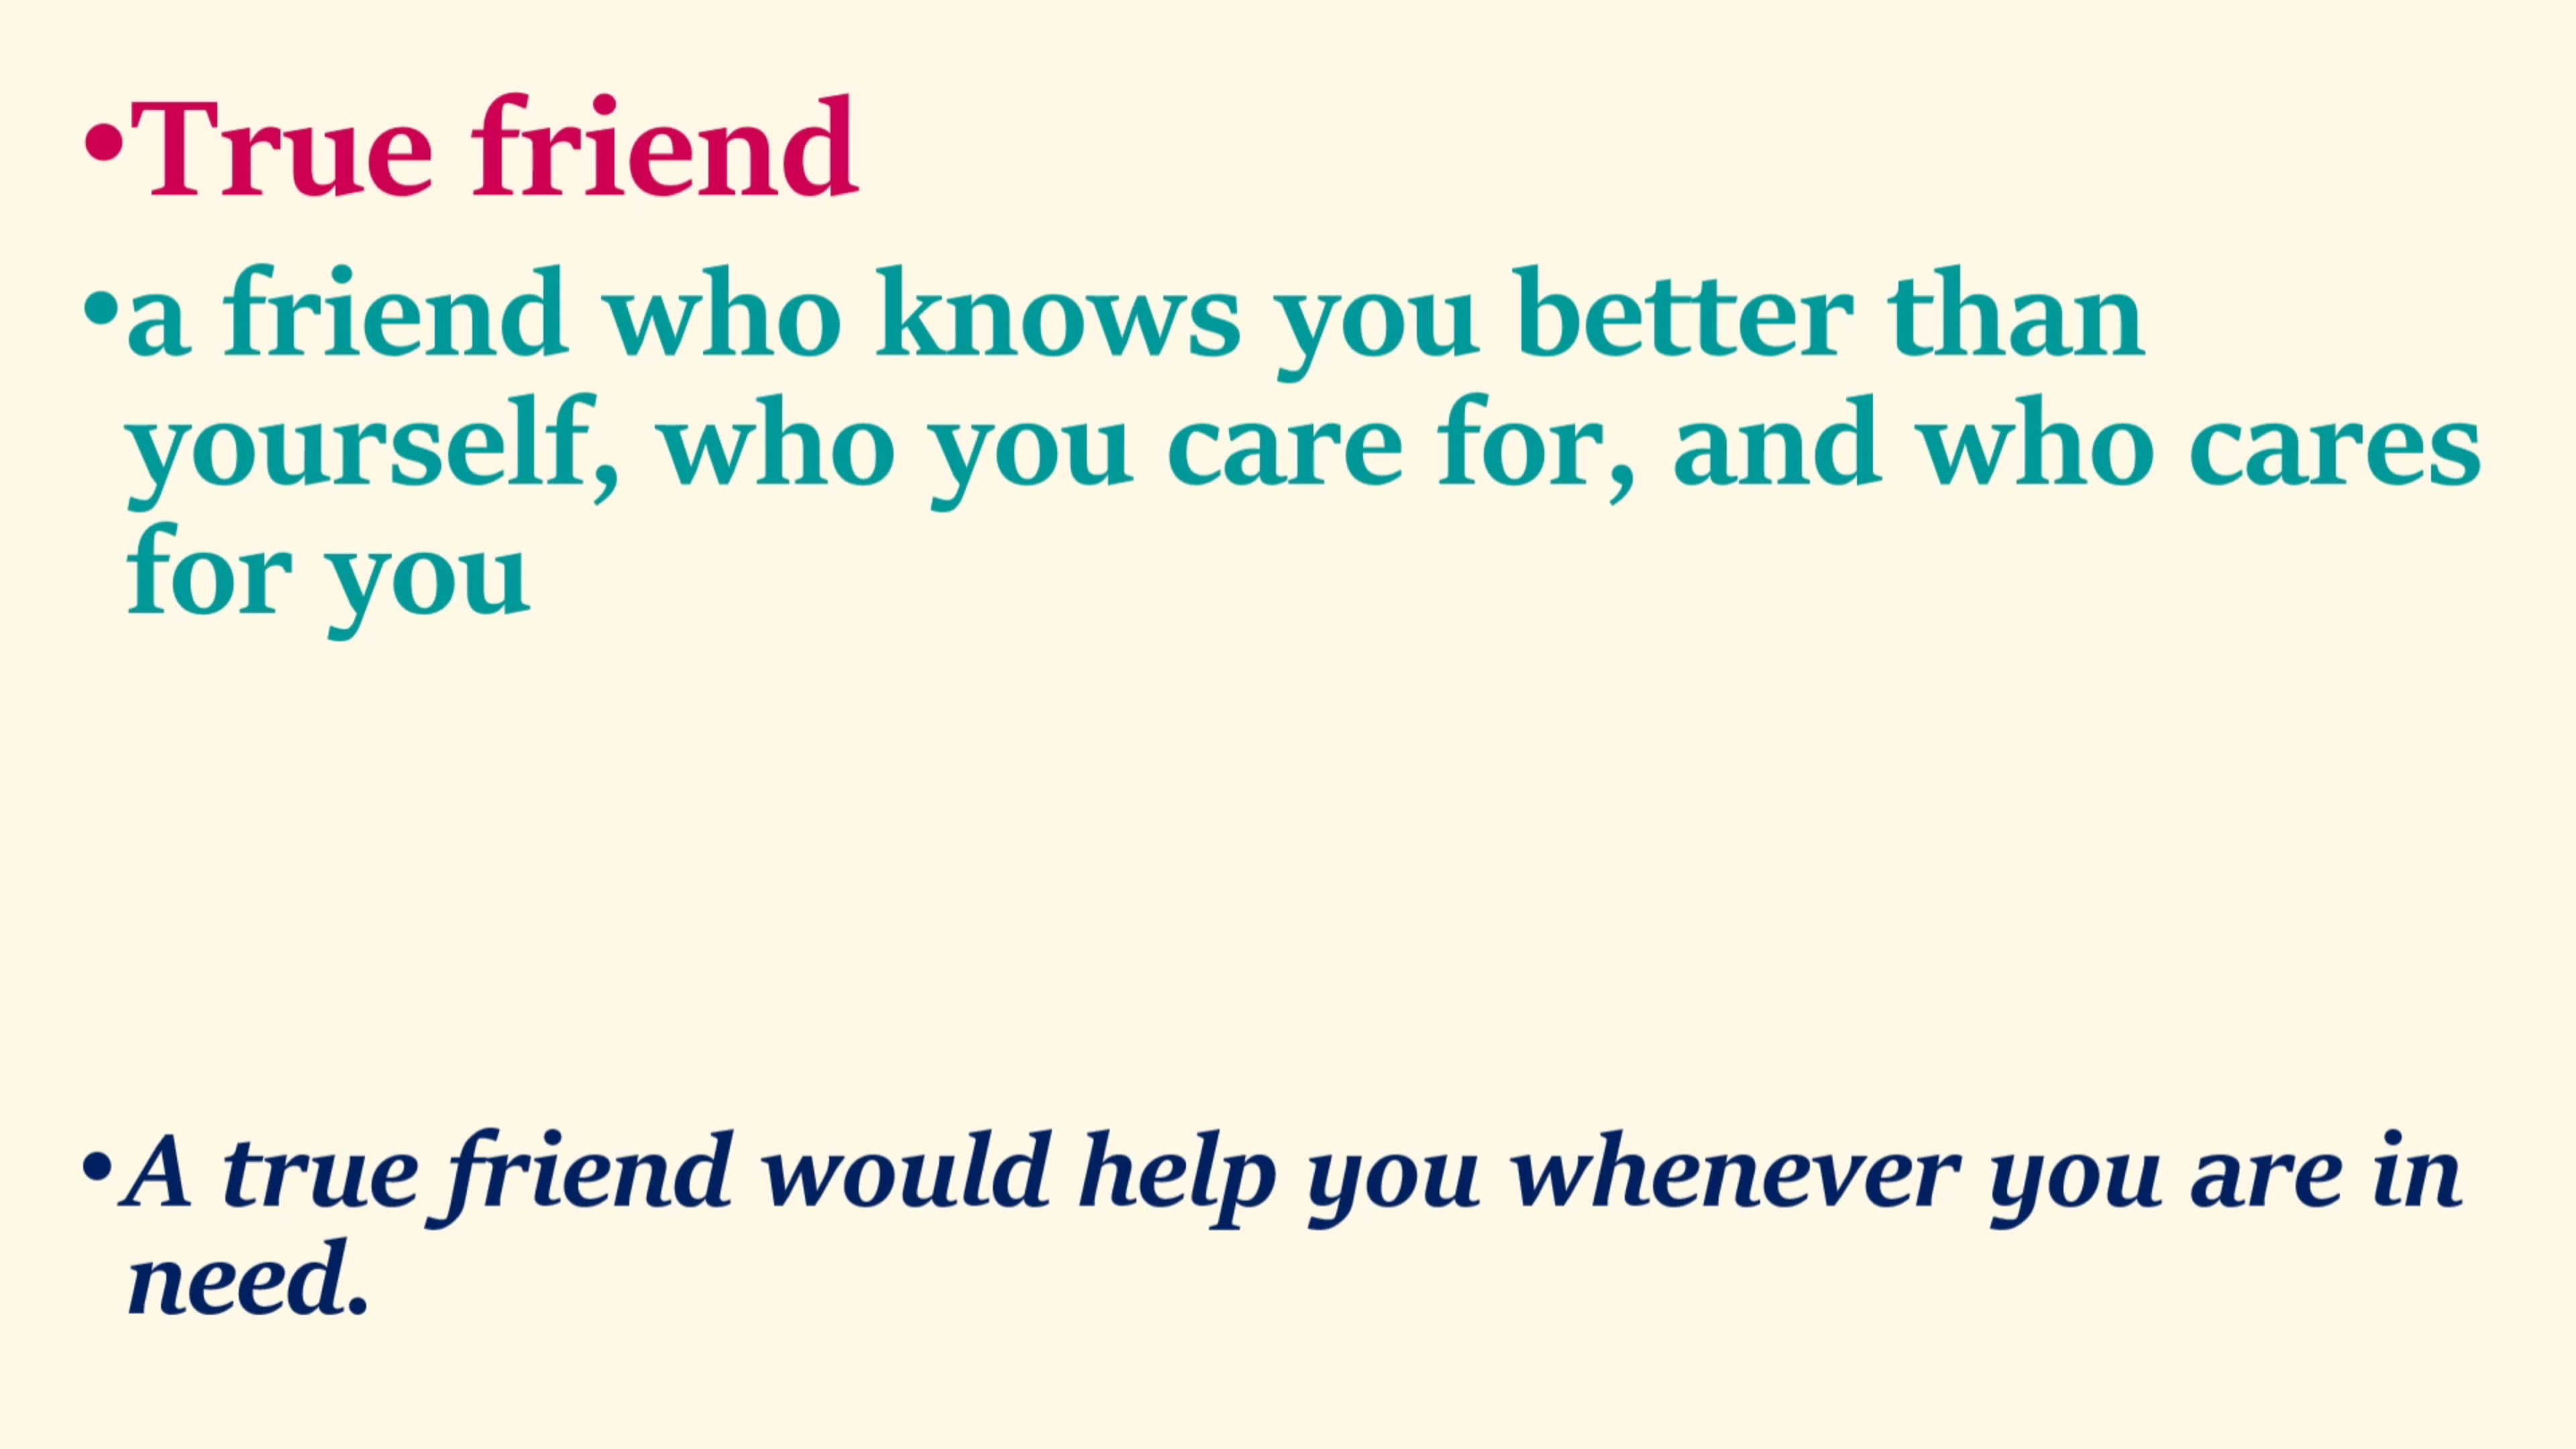 •True friend
•a friend who knows you better than
yourself, who you care for, and who cares
for you
•A true friend would help you whenever you are in
need.